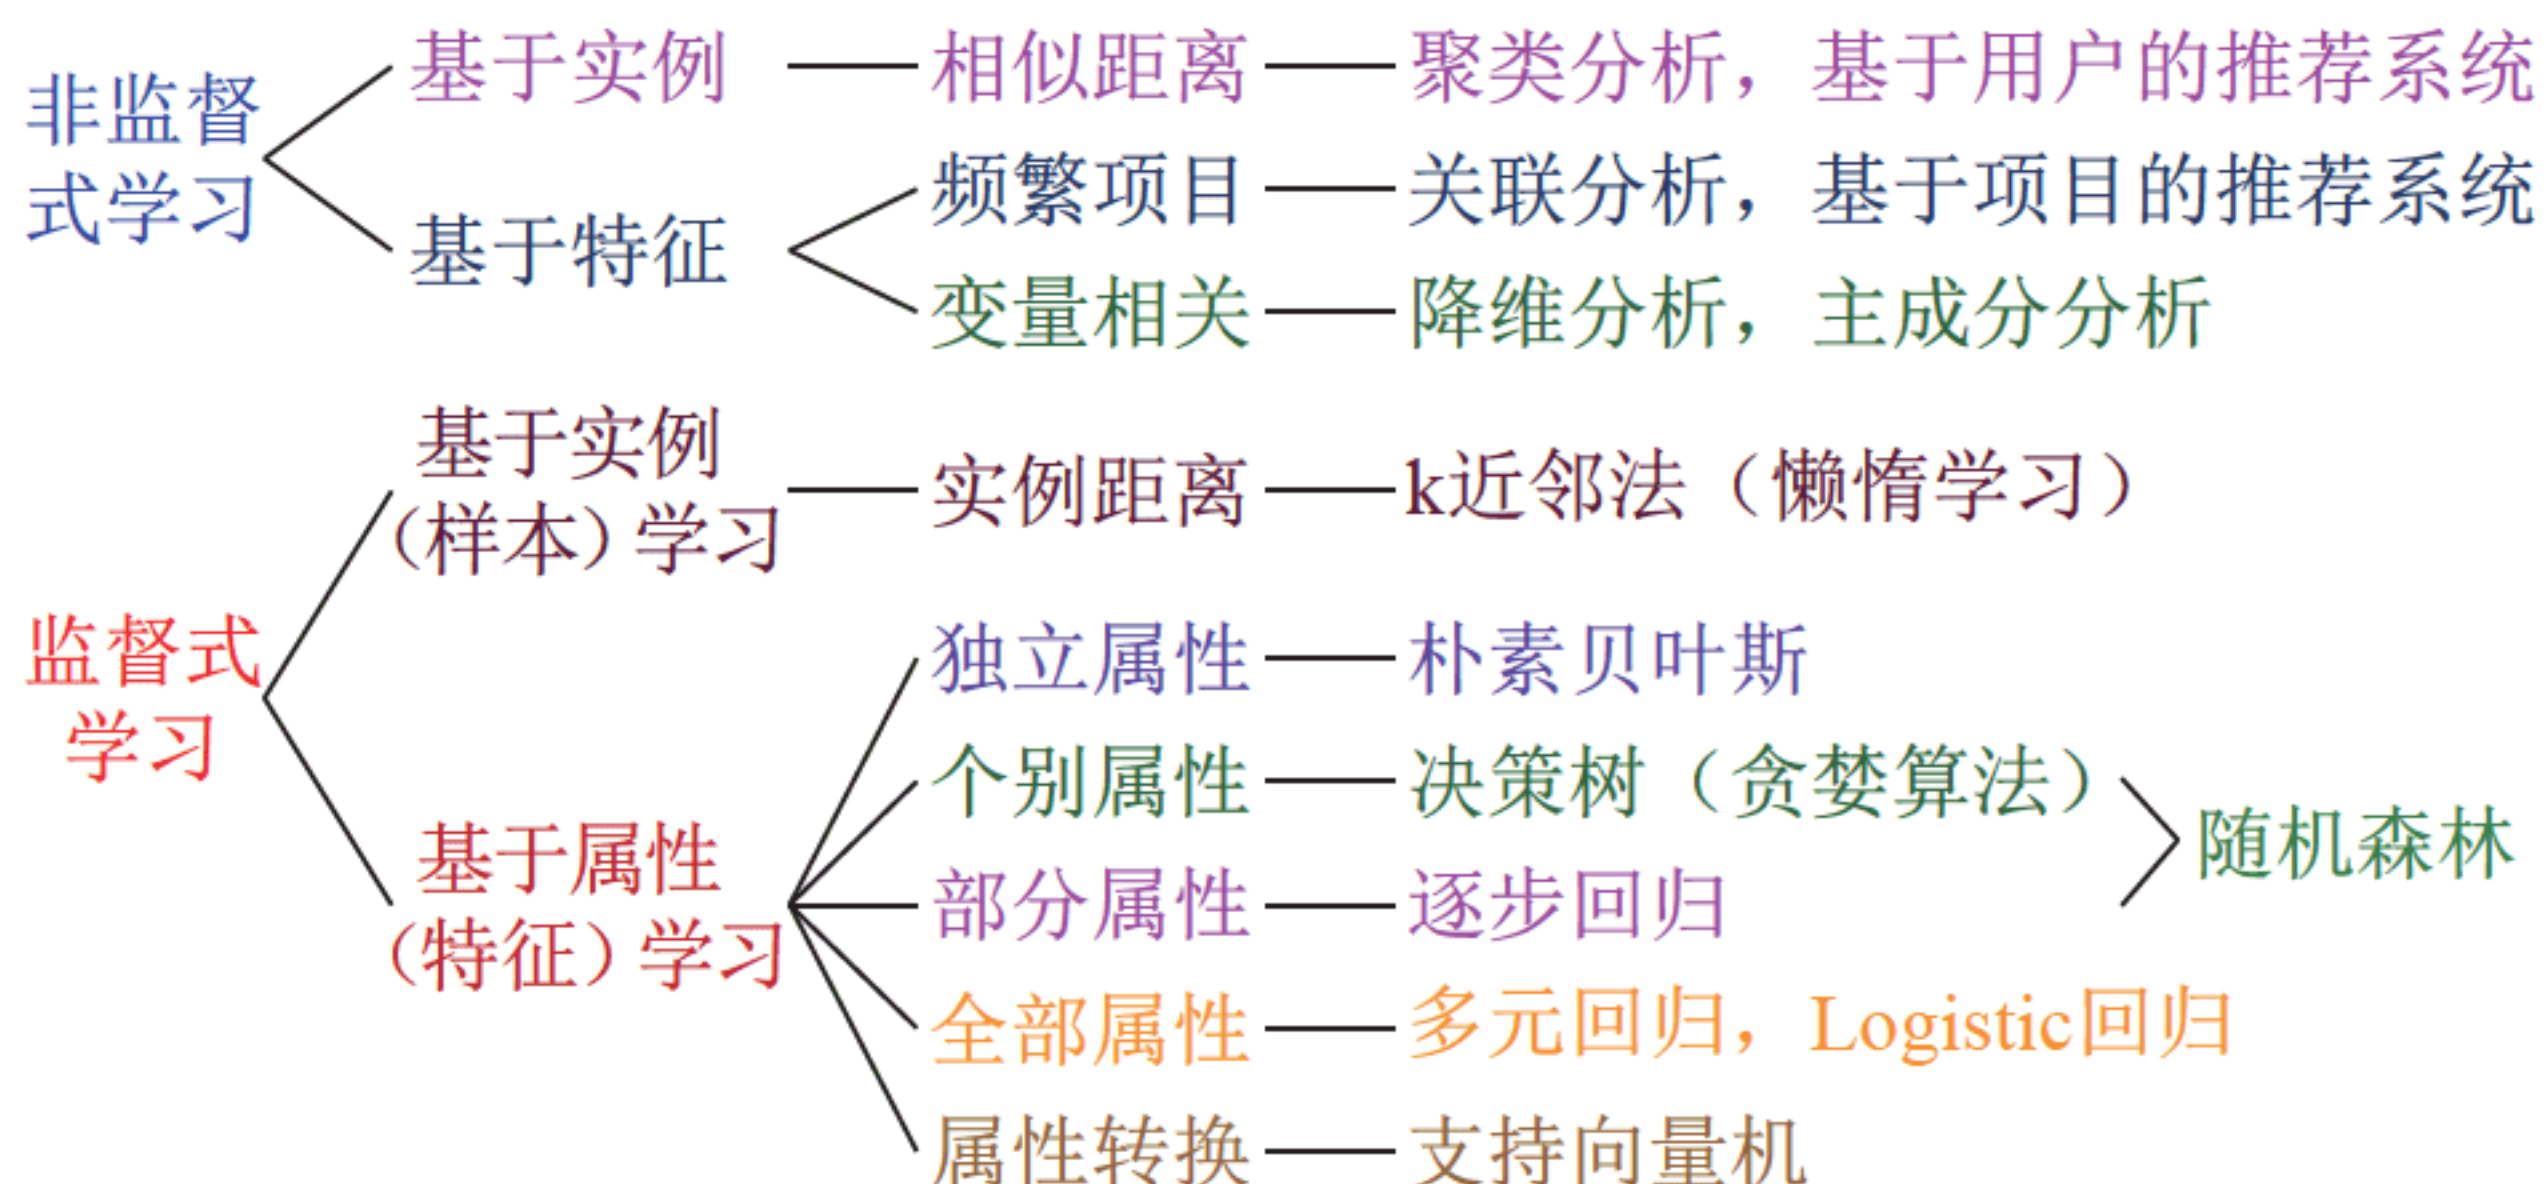 非监督
式学习
基于实例
相似距离
聚类分析，基于用户的推荐系统
基于特征
频繁项目
关联分析，基于项目的推荐系统
变量相关
降维分析，主成分分析
监督式
学习
基于实例
（样本）学习
实例距离
k近邻法（懒惰学习）
基于属性
（特征）学习
独立属性
朴素贝叶斯
个别属性
决策树（贪婪算法）
部分属性
逐步回归
随机森林
全部属性
多元回归，Logistic回归
属性转换
支持向量机